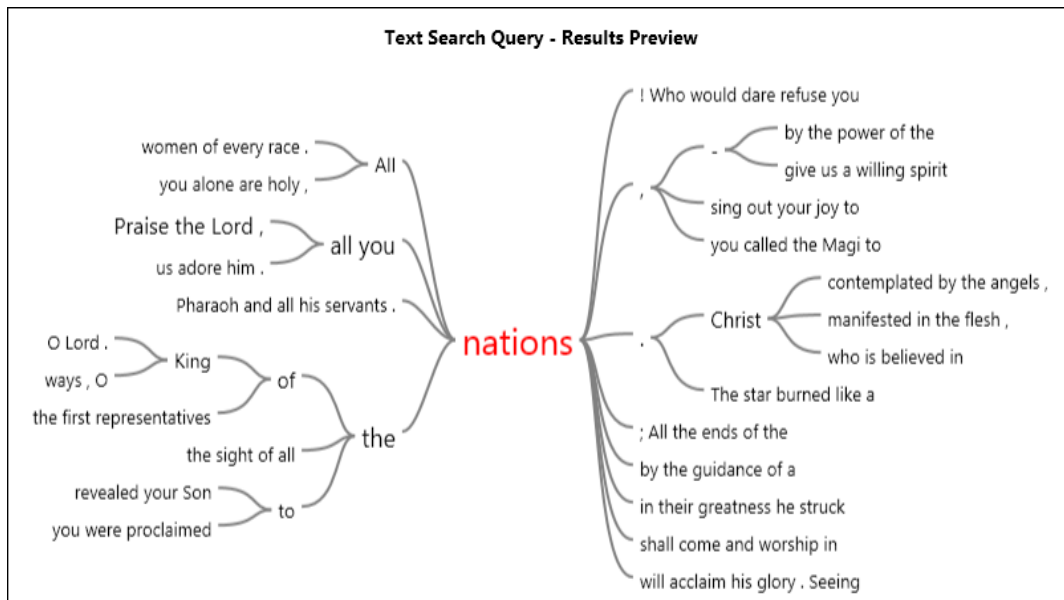 Text Search Query - Results Preview
women of every race .
you alone are holy ,
All
Praise the Lord ,
us adore him .
all you
Pharaoh and all his servants .
O Lord .
ways , O
King
the first representatives
of
the sight of all
revealed your Son
you were proclaimed
to
the
nations
! Who would dare refuse you
,
-
by the power of the
give us a willing spirit
sing out your joy to
you called the Magi to
.
Christ
contemplated by the angels ,
manifested in the flesh ,
who is believed in
The star burned like a
; All the ends of the
by the guidance of a
in their greatness he struck
shall come and worship in
will acclaim his glory . Seeing